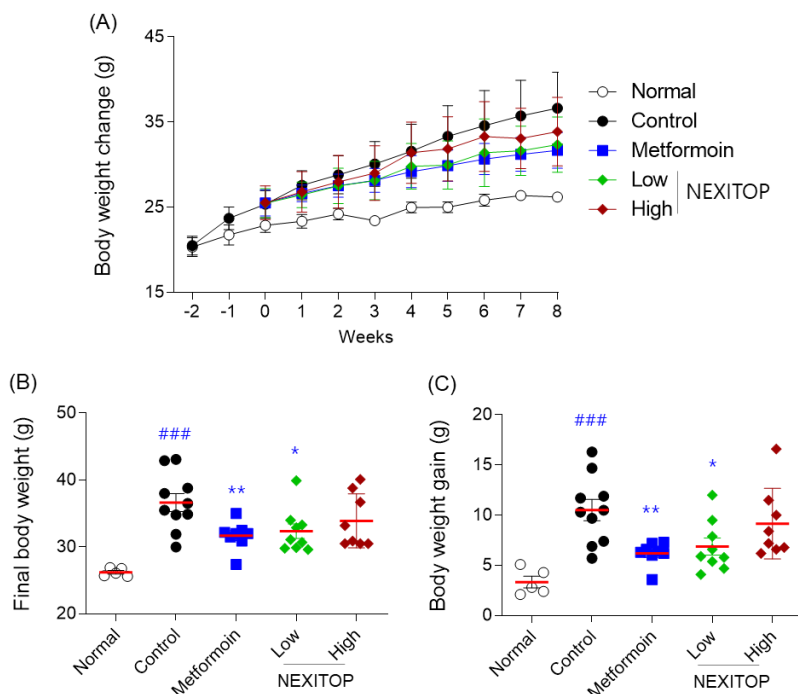 (A)
Body weight change (g)
45
35
25
15
-2 -1 0 1 2 3 4 5 6 7 8
Weeks
Normal
Control
Metformoin
Low
High
NEXITOP
(B)
Final body weight (g)
50
40
30
20
###
**
*
Normal
Control
Metformoin
Low
High
NEXITOP
(C)
Body weight gain (g)
20
15
10
5
0
###
**
*
Normal
Control
Metformoin
Low
High
NEXITOP